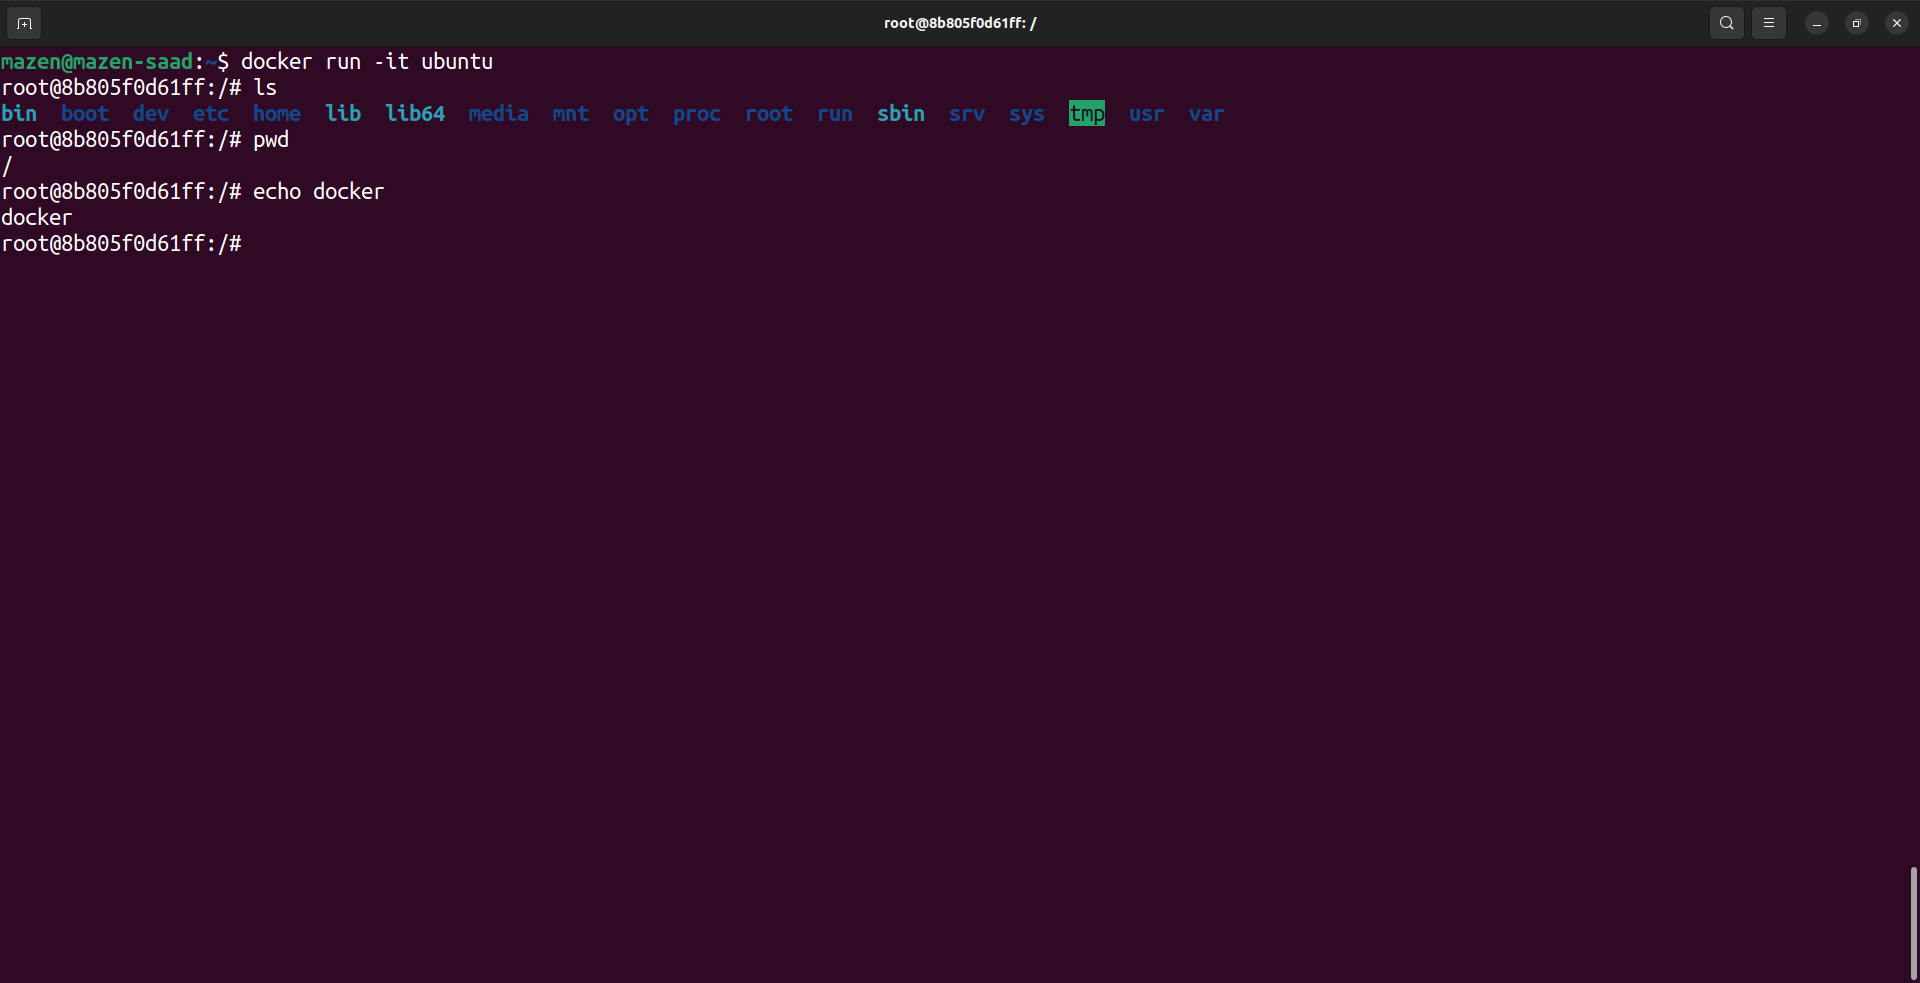 root@8b805f0d61ff: /
mazen@mazen-saad:~$ docker run -it ubuntu
root@8b805f0d61ff:/# ls
bin  boot  dev  etc  home  lib  lib64  media  mnt  opt  proc  root  run  sbin  srv  sys  tmp  usr  var
root@8b805f0d61ff:/# pwd
/
root@8b805f0d61ff:/# echo docker
docker
root@8b805f0d61ff:/#